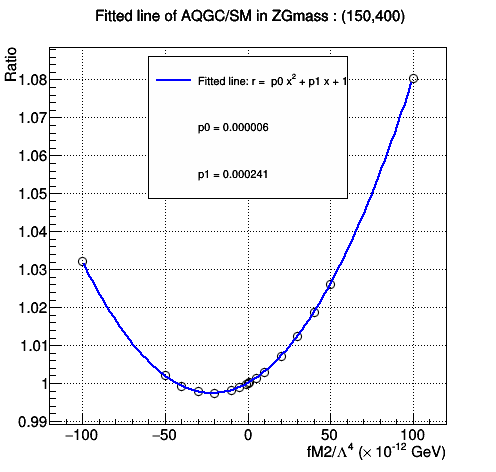 Fitted line of AQGC/SM in ZGmass : (150,400)
Ratio
Fitted line: r = p0 x² + p1 x + 1
p0 = 0.000006
p1 = 0.000241
1.08
1.07
1.06
1.05
1.04
1.03
1.02
1.01
1
0.99
−100 −50 0 50 100
fM2/Λ⁴ (× 10⁻¹² GeV)